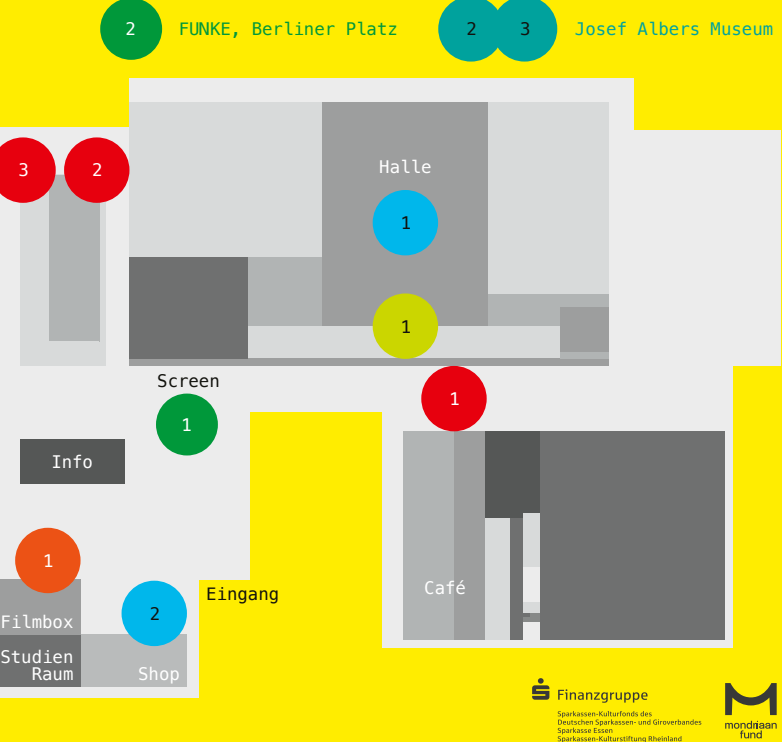 2 FUNKE, Berliner Platz 2 3 Josef Albers Museum
Halle
3 2
1
1
Screen
1
1
Info
1
Eingang
Café
2
Filmbox
Studien
Raum
Shop
Finanzgruppe
Sparkassen-Kulturfonds des
Deutschen Sparkassen- und Giroverbandes
Sparkasse Essen
Sparkassen-Kulturstiftung Rheinland
mondriaan
fund